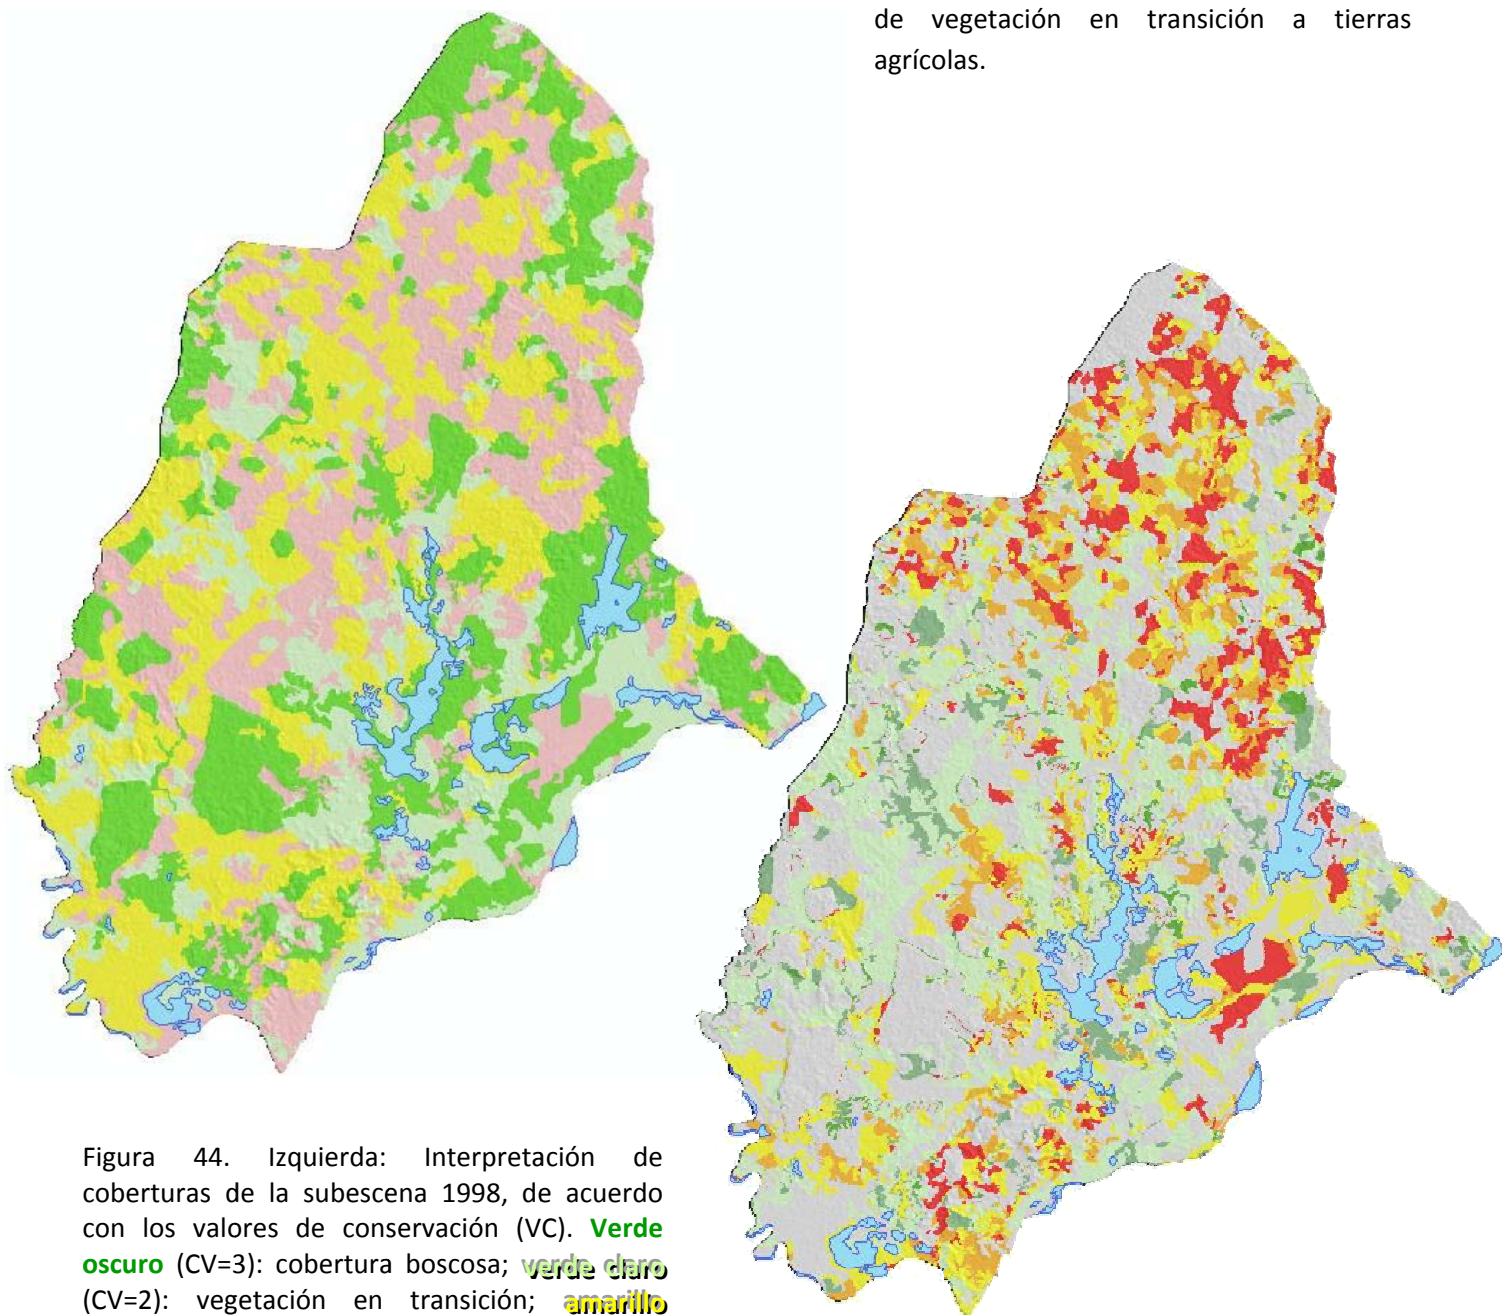 de vegetación en transición a tierras
agrícolas.
Figura 44. Izquierda: Interpretación de
coberturas de la subescena 1998, de acuerdo
con los valores de conservación (VC). Verde
oscuro (CV=3): cobertura boscosa; verde claro
(CV=2): vegetación en transición; amarillo